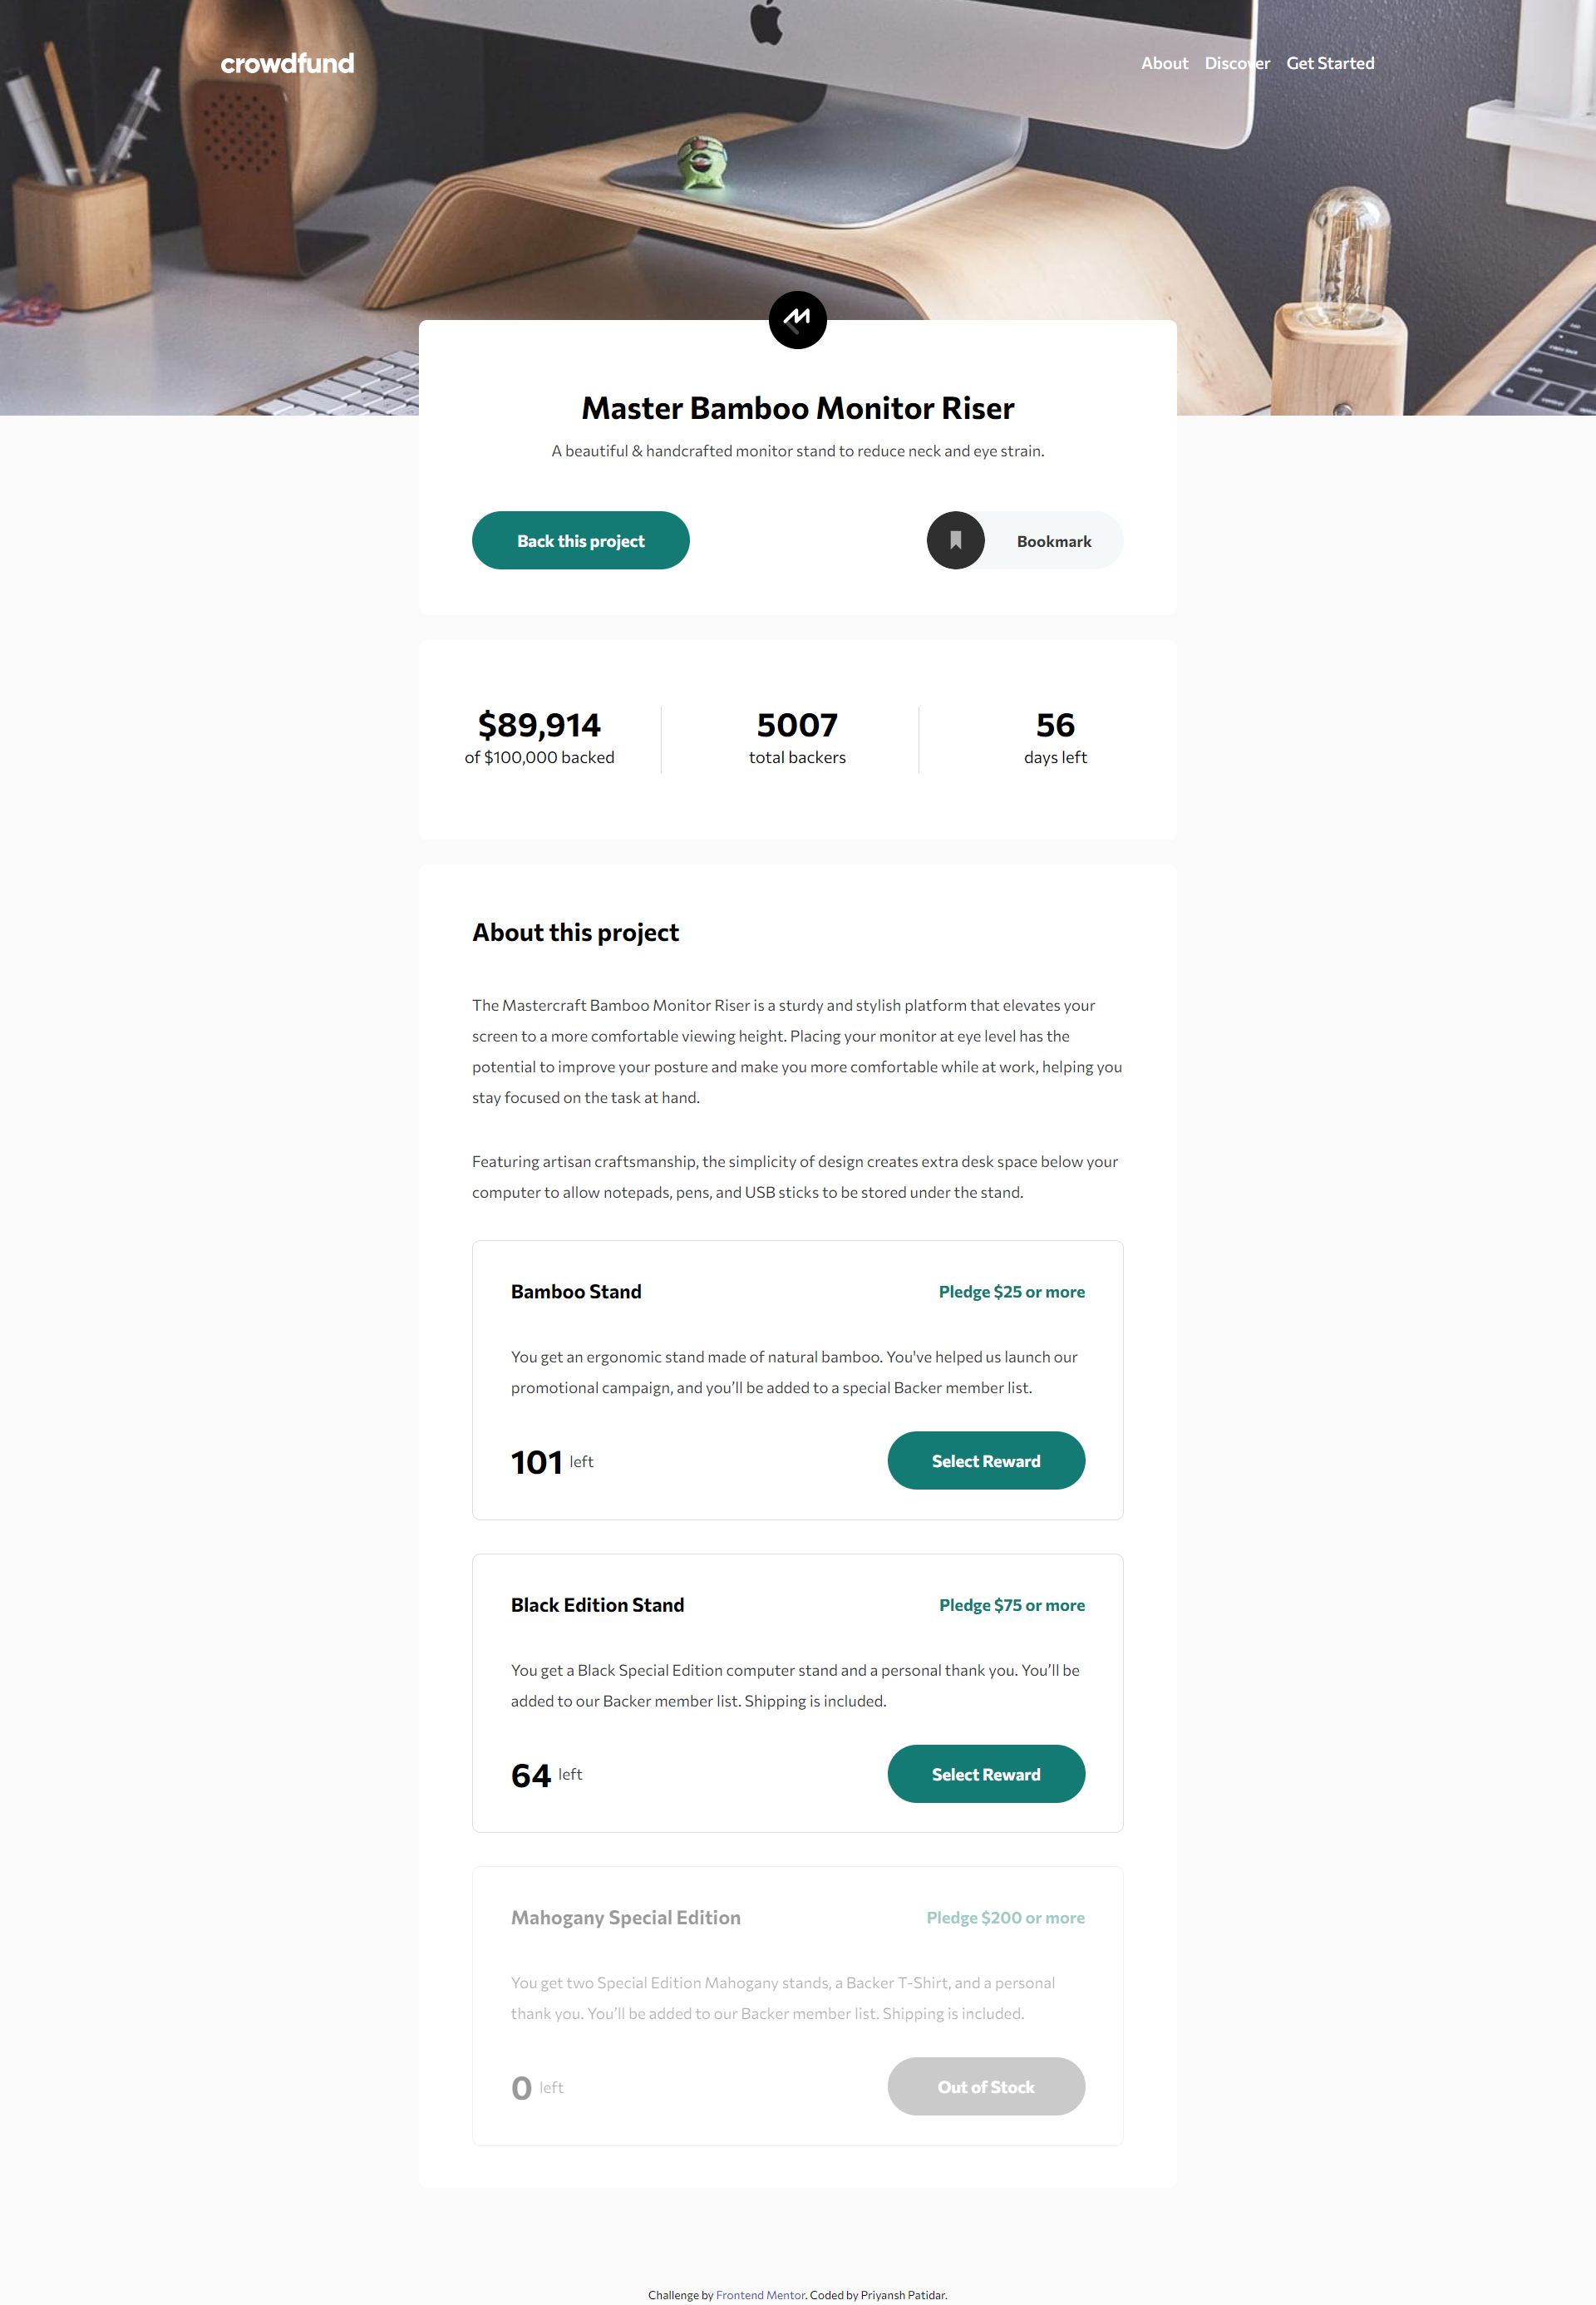 crowdfund
About Discover Get Started
Master Bamboo Monitor Riser
A beautiful & handcrafted monitor stand to reduce neck and eye strain.
Back this project
Bookmark
$89,914
of $100,000 backed
5007
total backers
56
days left
About this project
The Mastercraft Bamboo Monitor Riser is a sturdy and stylish platform that elevates your
screen to a more comfortable viewing height. Placing your monitor at eye level has the
potential to improve your posture and make you more comfortable while at work, helping you
stay focused on the task at hand.
Featuring artisan craftsmanship, the simplicity of design creates extra desk space below your
computer to allow notepads, pens, and USB sticks to be stored under the stand.
Bamboo Stand
Pledge $25 or more
You get an ergonomic stand made of natural bamboo. You've helped us launch our
promotional campaign, and you’ll be added to a special Backer member list.
101 left
Select Reward
Black Edition Stand
Pledge $75 or more
You get a Black Special Edition computer stand and a personal thank you. You’ll be
added to our Backer member list. Shipping is included.
64 left
Select Reward
Mahogany Special Edition
Pledge $200 or more
You get two Special Edition Mahogany stands, a Backer T-Shirt, and a personal
thank you. You’ll be added to our Backer member list. Shipping is included.
0 left
Out of Stock
Challenge by Frontend Mentor. Coded by Priyansh Patidar.